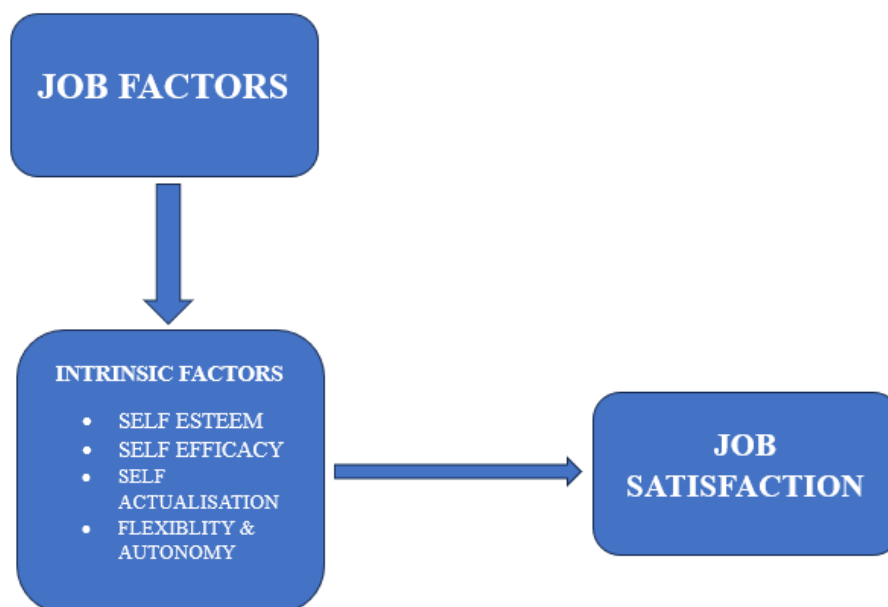 JOB FACTORS
INTRINSIC FACTORS
• SELF ESTEEM
• SELF EFFICACY
• SELF
ACTUALISATION
• FLEXIBLITY &
AUTONOMY
JOB
SATISFACTION